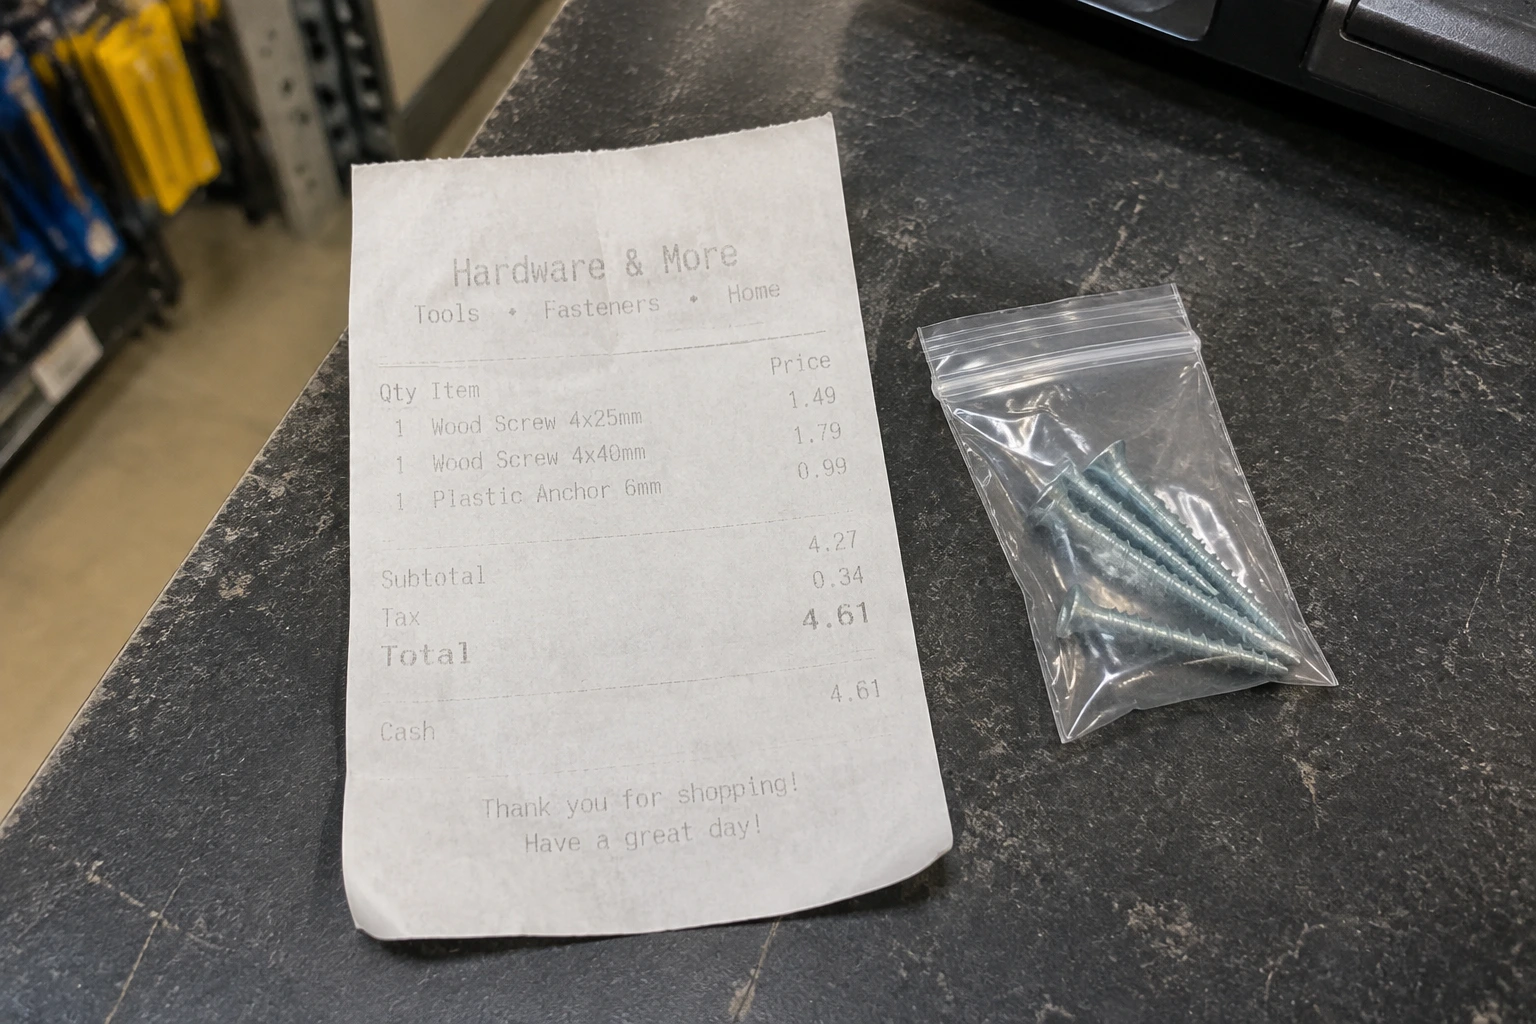 Hardware & More
Tools • Fasteners • Home
Qty Item Price
1 Wood Screw 4x25mm 1.49
1 Wood Screw 4x40mm 1.79
1 Plastic Anchor 6mm 0.99
Subtotal 4.27
Tax 0.34
Total 4.61
Cash 4.61
Thank you for shopping!
Have a great day!